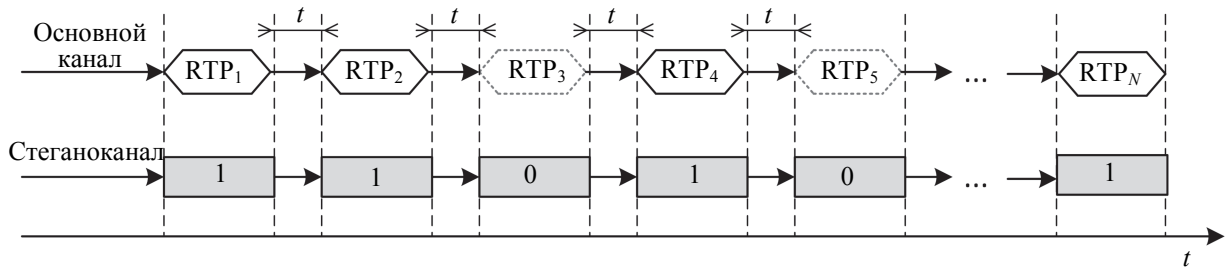 t t t t
Основной
канал
RTP1 RTP2 RTP3 RTP4 RTP5 ... RTPN
Стеганоканал
1 1 0 1 0 ... 1
t